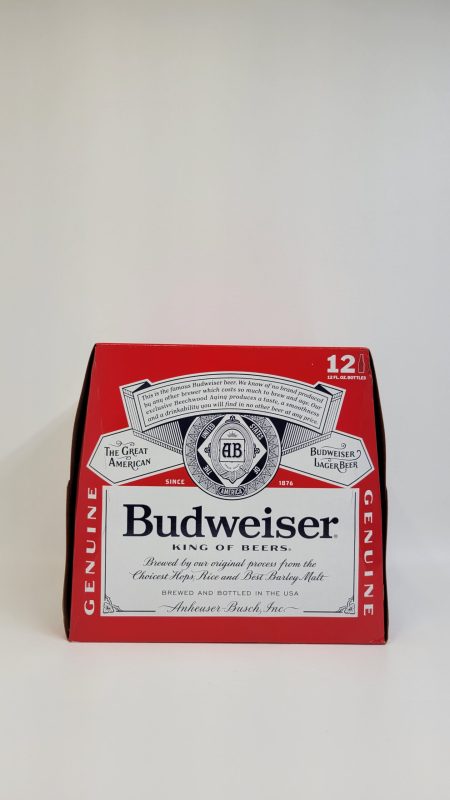 12
12 FL. OZ. BOTTLES
This is the famous Budweiser beer. We know of no brand produced
by any other brewer which costs so much to brew and age. Our
exclusive Beechwood Aging produces a taste, a smoothness
and a drinkability you will find in no other beer at any price.
THE GREAT
AMERICAN
AB
BUDWEISER
LAGER BEER
AMERICA
SINCE
1876
GENUINE
Budweiser®
KING OF BEERS®
GENUINE
Brewed by our original process from the
Choicest Hops, Rice and Best Barley Malt
BREWED AND BOTTLED IN THE USA
Anheuser-Busch, Inc.